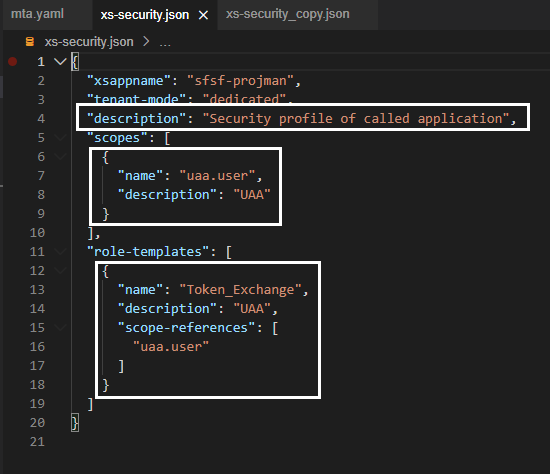 mta.yaml xs-security.json xs-security_copy.json
xs-security.json > ...
1 {
2 "xsappname": "sfsf-projman",
3 "tenant-mode": "dedicated",
4 "description": "Security profile of called application",
5 "scopes": [
6 {
7 "name": "uaa.user",
8 "description": "UAA"
9 }
10 ],
11 "role-templates": [
12 {
13 "name": "Token_Exchange",
14 "description": "UAA",
15 "scope-references": [
16 "uaa.user"
17 ]
18 }
19 ]
20 }
21